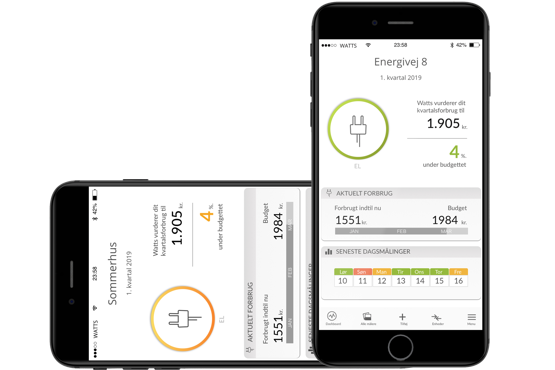 WATTS
23:58
42%
Energivej 8
1. kvartal 2019
Watts vurderer dit
kvartalsforbrug til
1.905 kr.
4 %.
under budgettet
EL
AKTUELT FORBRUG
Forbrugt indtil nu
Budget
1551 kr.
1984 kr.
JAN
FEB
MAR
SENESTE DAGSMÅLINGER
Lør
Søn
Man
Tir
Ons
Tor
Fre
10
11
12
13
14
15
16
Dashboard
Tilføj
Menu
WATTS
23:58
42%
Sommerhus
1. kvartal 2019
Watts vurderer dit
kvartalsforbrug til
1.905 kr.
4 %.
under budgettet
EL
AKTUELT FORBRUG
Forbrugt indtil nu
Budget
1551 kr.
1984 kr.
JAN
FEB
SENESTE DAGSMÅLINGER